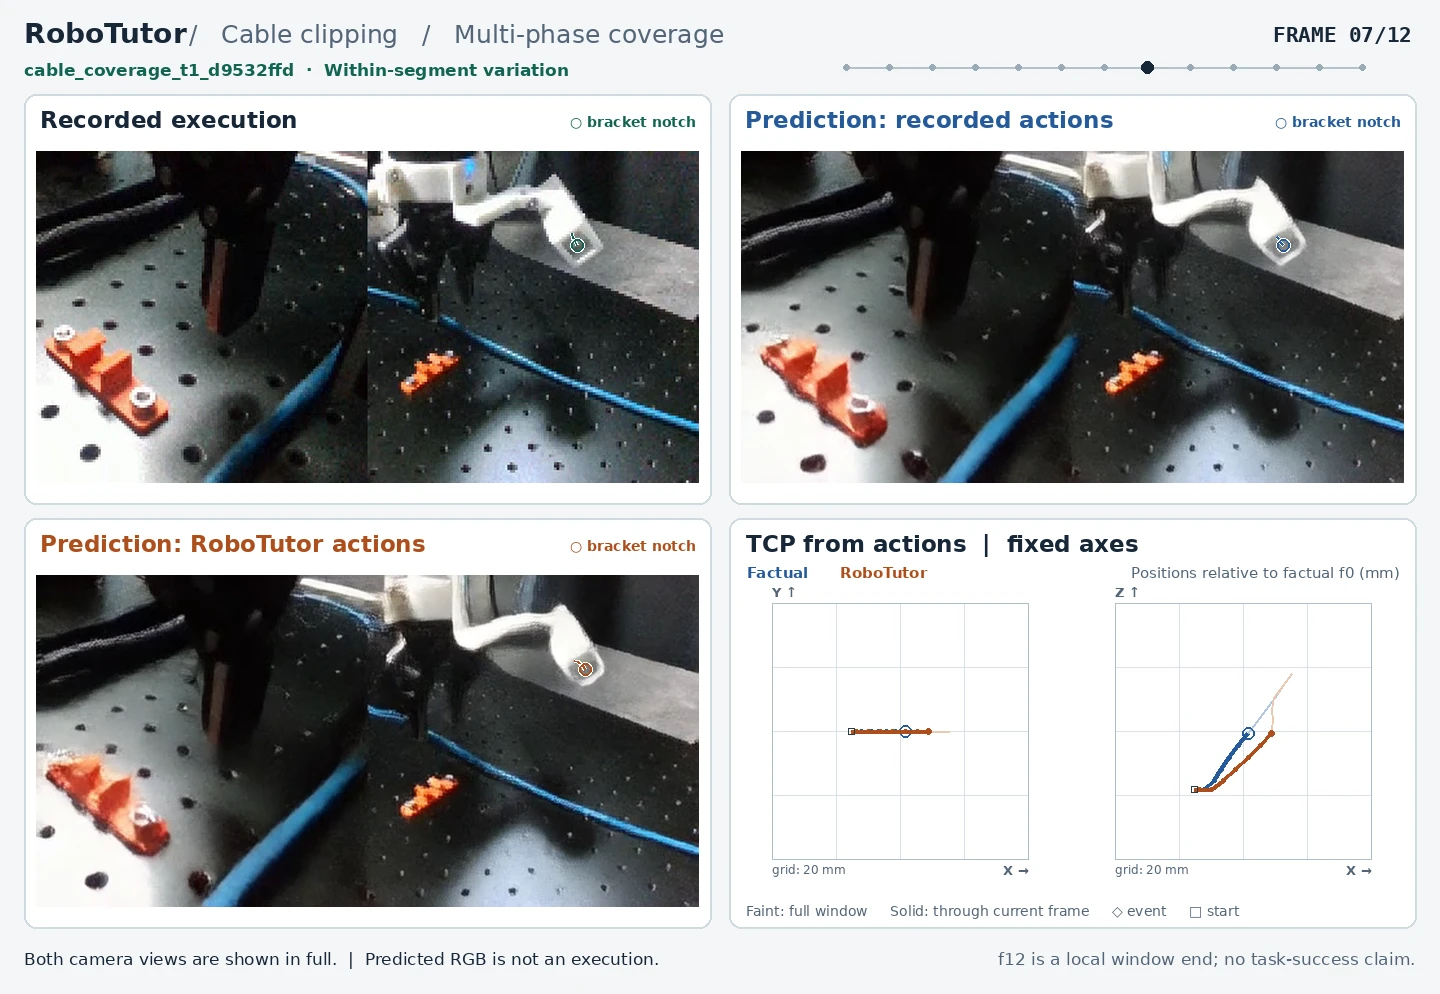 RoboTutor / Cable clipping / Multi-phase coverage
FRAME 07/12
cable_coverage_t1_d9532ffd · Within-segment variation
Recorded execution
○ bracket notch
Prediction: recorded actions
○ bracket notch
Prediction: RoboTutor actions
○ bracket notch
TCP from actions | fixed axes
Factual RoboTutor
Positions relative to factual f0 (mm)
Y ↑
Z ↑
grid: 20 mm
X →
grid: 20 mm
X →
Faint: full window Solid: through current frame ◇ event □ start
Both camera views are shown in full. | Predicted RGB is not an execution.
f12 is a local window end; no task-success claim.